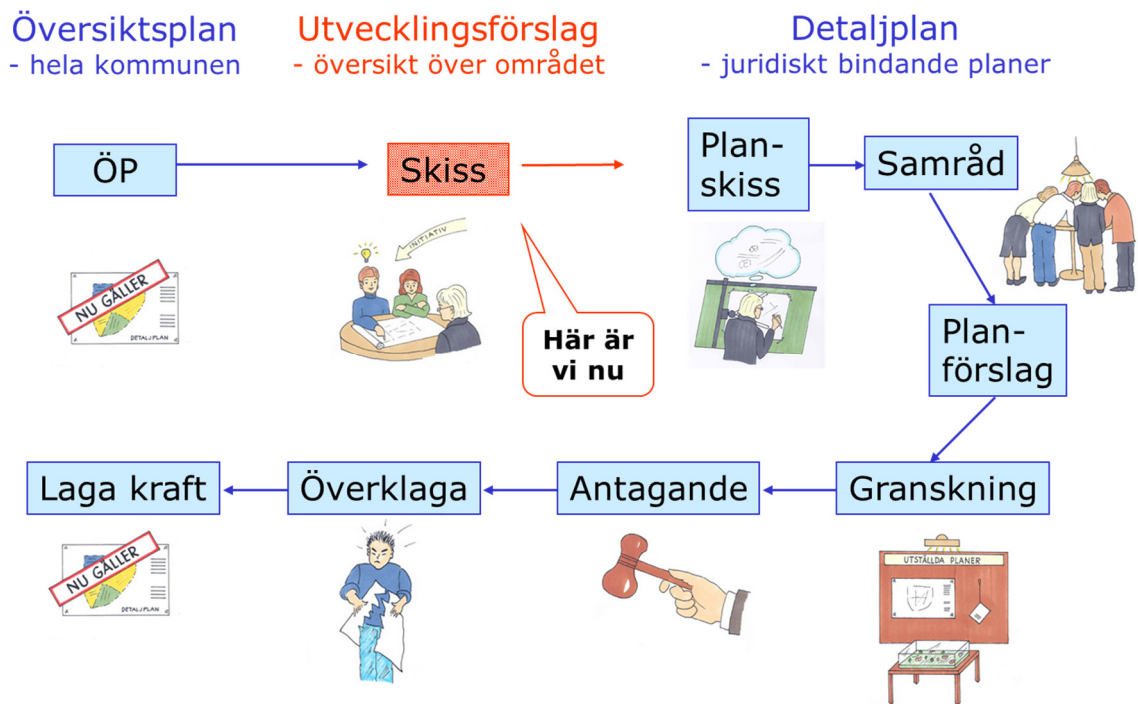 Översiktsplan
- hela kommunen
Utvecklingsförslag
- översikt över området
Detaljplan
- juridiskt bindande planer
ÖP
Skiss
Plan-
skiss
Samråd
INITIATIV
NU GÄLLER
DETALJPLAN
Här är
vi nu
Plan-
förslag
Laga kraft
Överklaga
Antagande
Granskning
NU GÄLLER
DETALJPLAN
UTSTÄLLDA PLANER